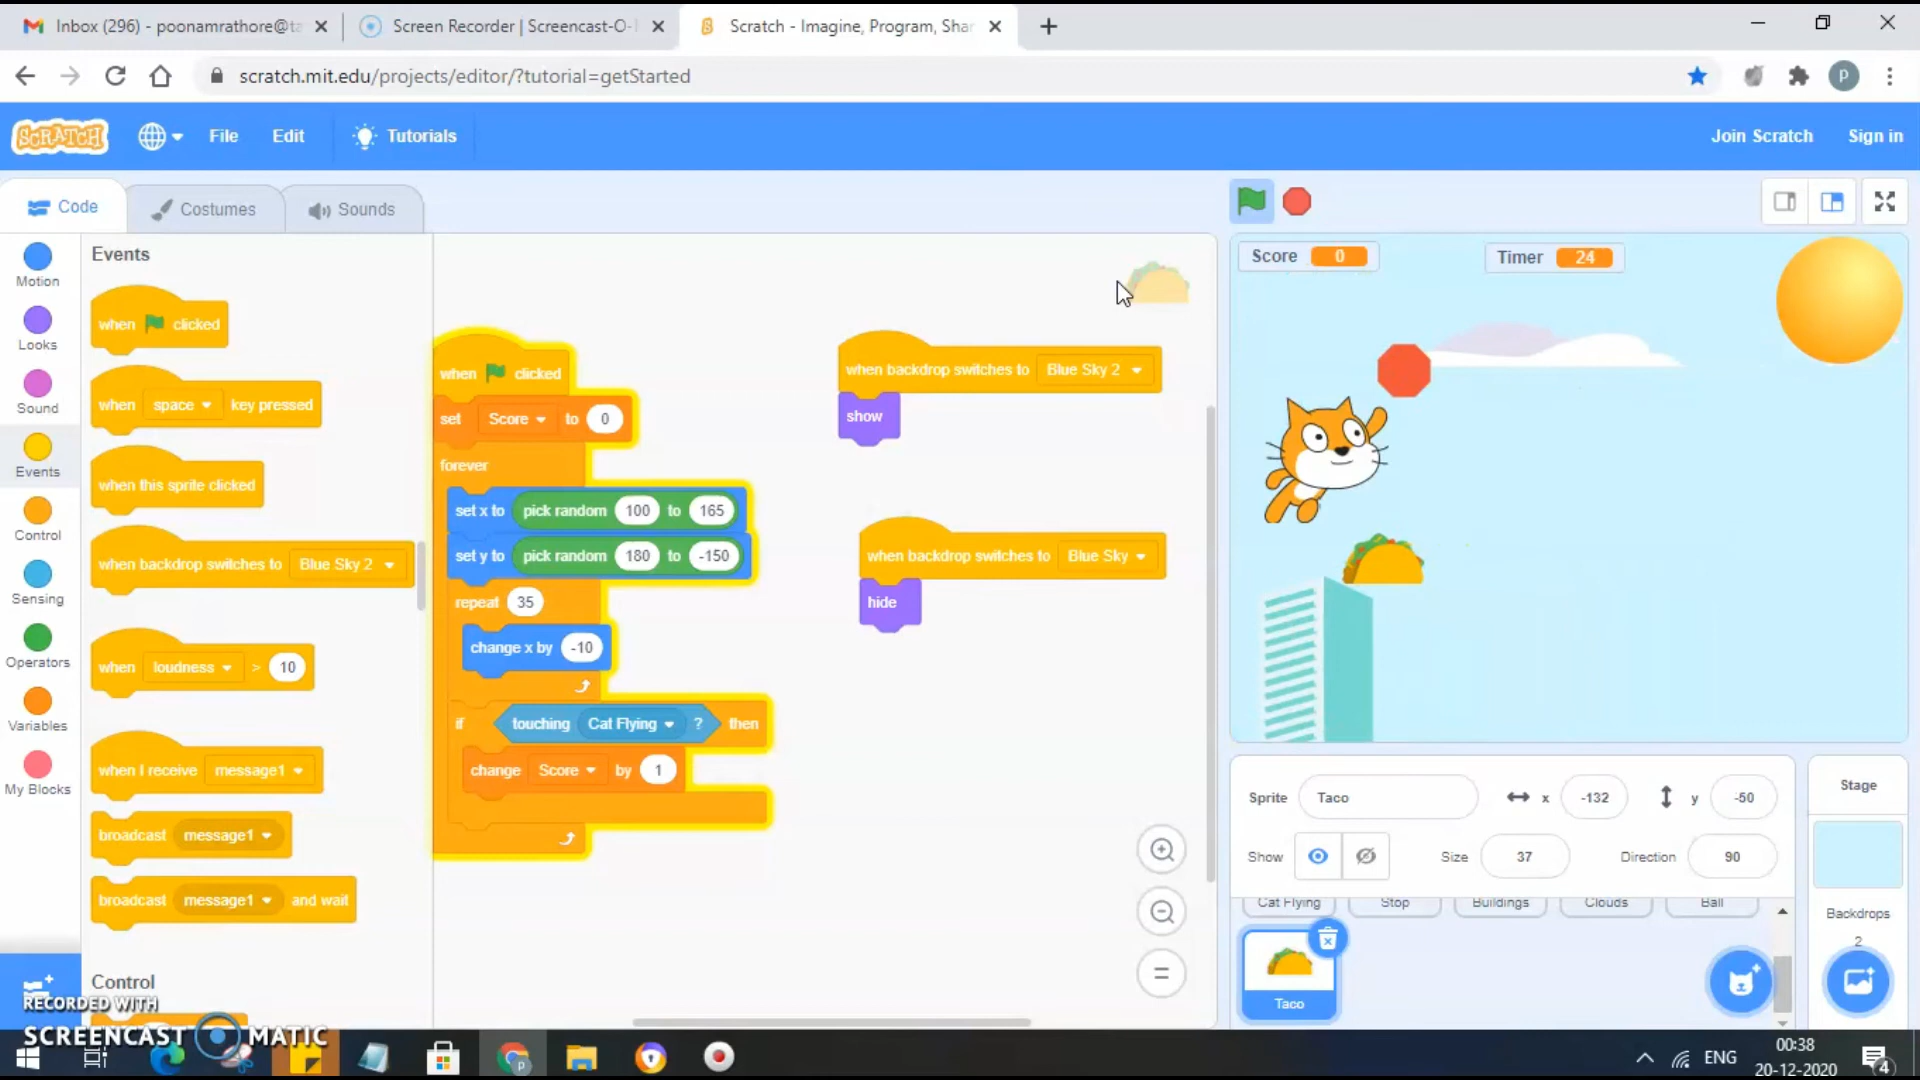 Inbox (296) - poonamrathore@ta
Screen Recorder | Screencast-O-
Scratch - Imagine, Program, Shar
scratch.mit.edu/projects/editor/?tutorial=getStarted
P
SCRATCH
File
Edit
Tutorials
Join Scratch
Sign in
Code
Costumes
Sounds
Motion
Looks
Sound
Events
Control
Sensing
Operators
Variables
My Blocks
Events
when clicked
when space key pressed
when this sprite clicked
when backdrop switches to Blue Sky 2
when loudness > 10
when I receive message1
broadcast message1
broadcast message1 and wait
Control
when clicked
set Score to 0
forever
set x to pick random 100 to 165
set y to pick random 180 to -150
repeat 35
change x by -10
if touching Cat Flying ? then
change Score by 1
when backdrop switches to Blue Sky 2
show
when backdrop switches to Blue Sky
hide
Score 0
Timer 24
Sprite Taco x -132 y -50
Show Size 37 Direction 90
Cat Flying Stop Buildings Clouds Ball
Taco
Stage
Backdrops
2
RECORDED WITH
SCREENCAST MATIC
ENG
00:38
20-12-2020
4